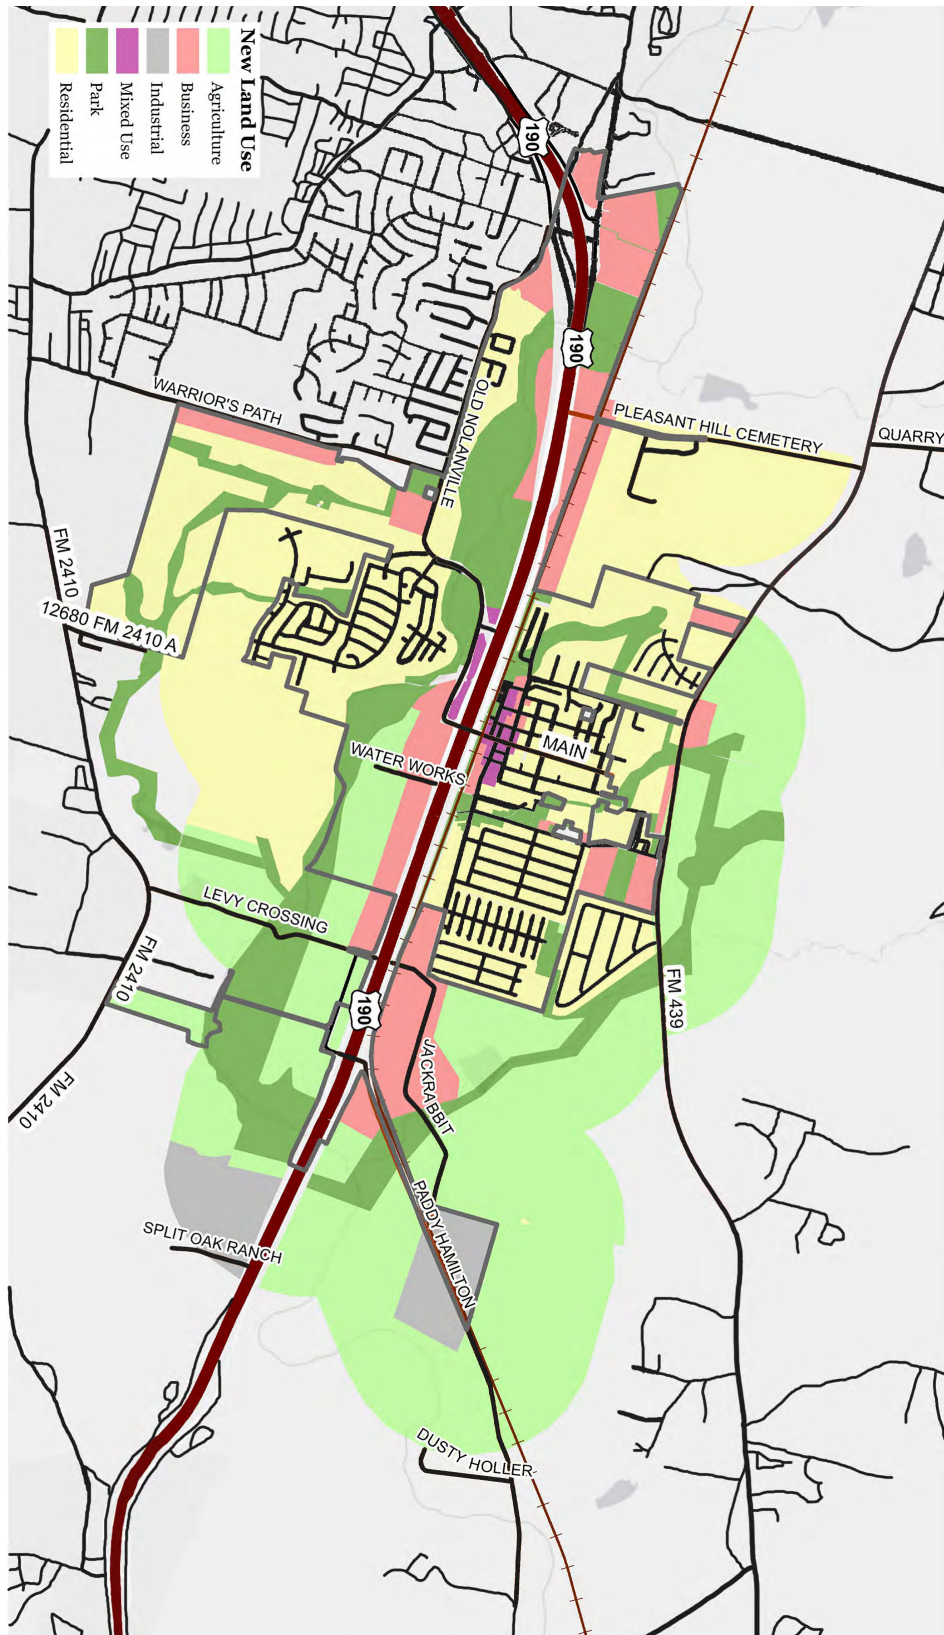 New Land Use
Agriculture
Business
Industrial
Mixed Use
Park
Residential
190
190
PLEASANT HILL CEMETERY
QUARRY
WARRIOR'S PATH
OLD NOLANVILLE
FM 2410
12680 FM 2410 A
MAIN
WATER WORKS
LEVY CROSSING
FM 2410
FM 439
190
JACKRABBIT
FM 2410
PADDY HAMILTON
SPLIT OAK RANCH
DUSTY HOLLER